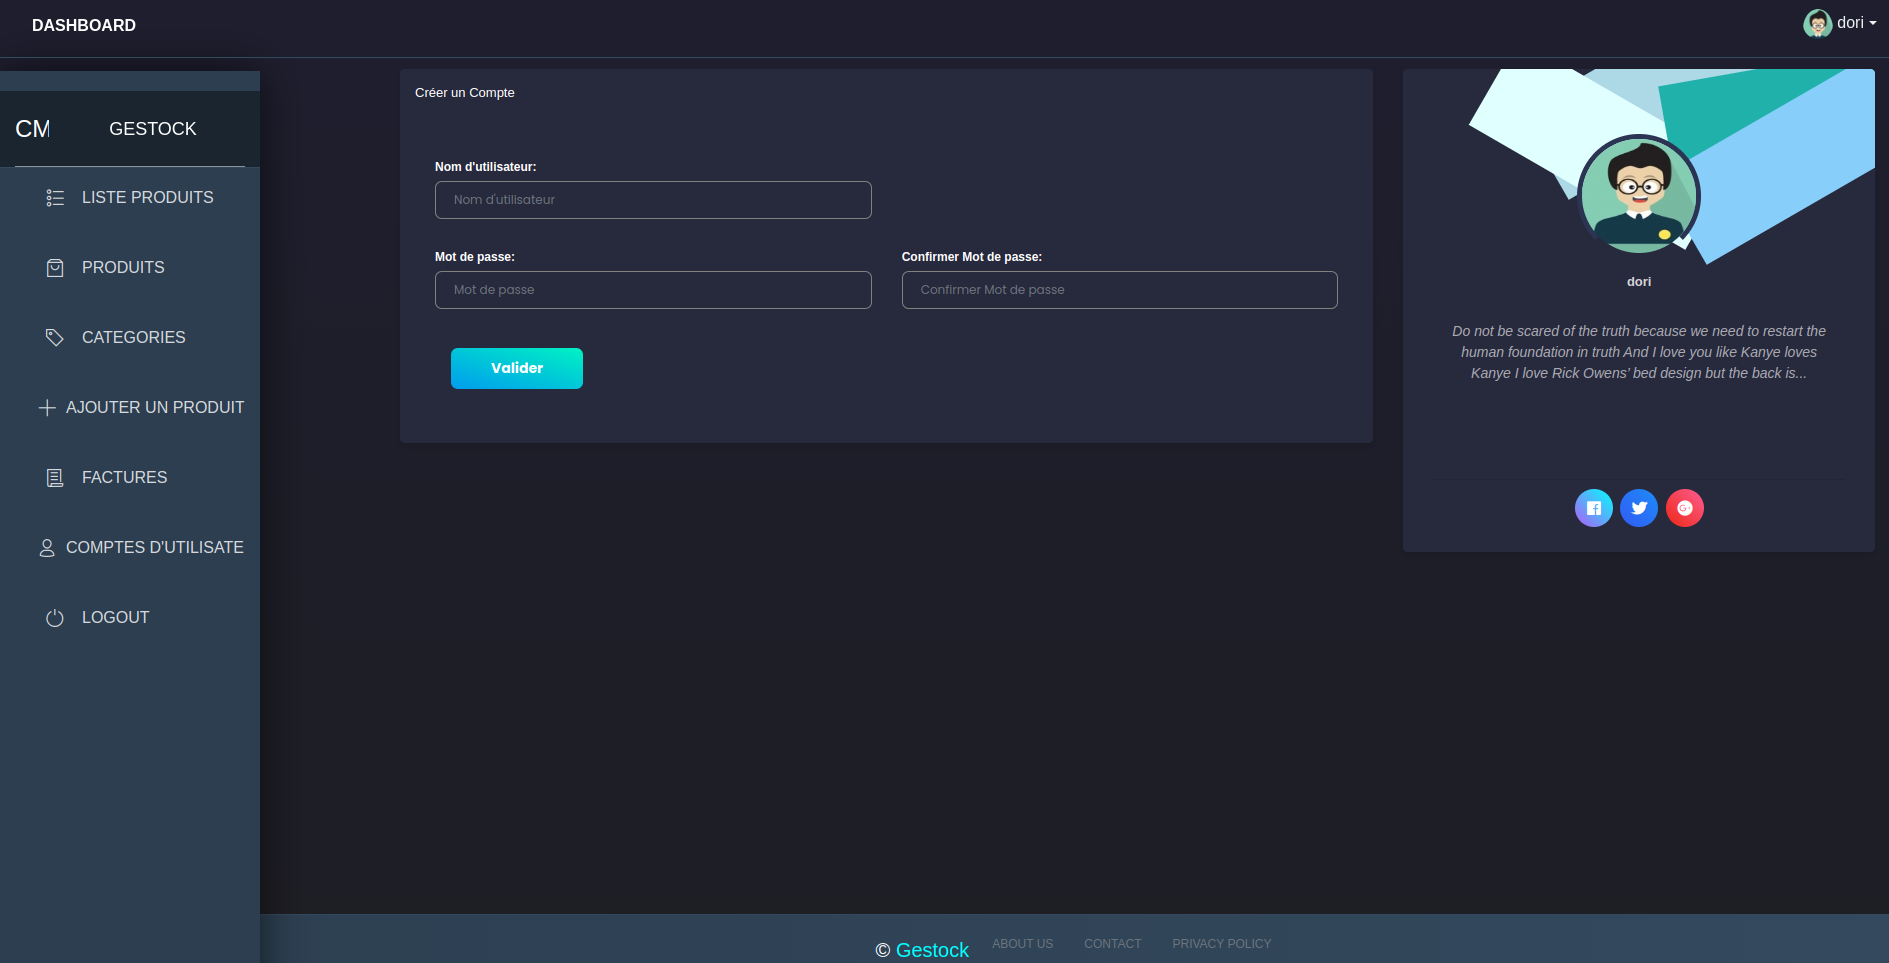 DASHBOARD
dori
CM GESTOCK
LISTE PRODUITS
PRODUITS
CATEGORIES
AJOUTER UN PRODUIT
FACTURES
COMPTES D'UTILISATE
LOGOUT
Créer un Compte
Nom d'utilisateur:
Nom d'utilisateur
Mot de passe:
Mot de passe
Confirmer Mot de passe:
Confirmer Mot de passe
Valider
dori
Do not be scared of the truth because we need to restart the
human foundation in truth And I love you like Kanye loves
Kanye I love Rick Owens' bed design but the back is...
© Gestock ABOUT US CONTACT PRIVACY POLICY